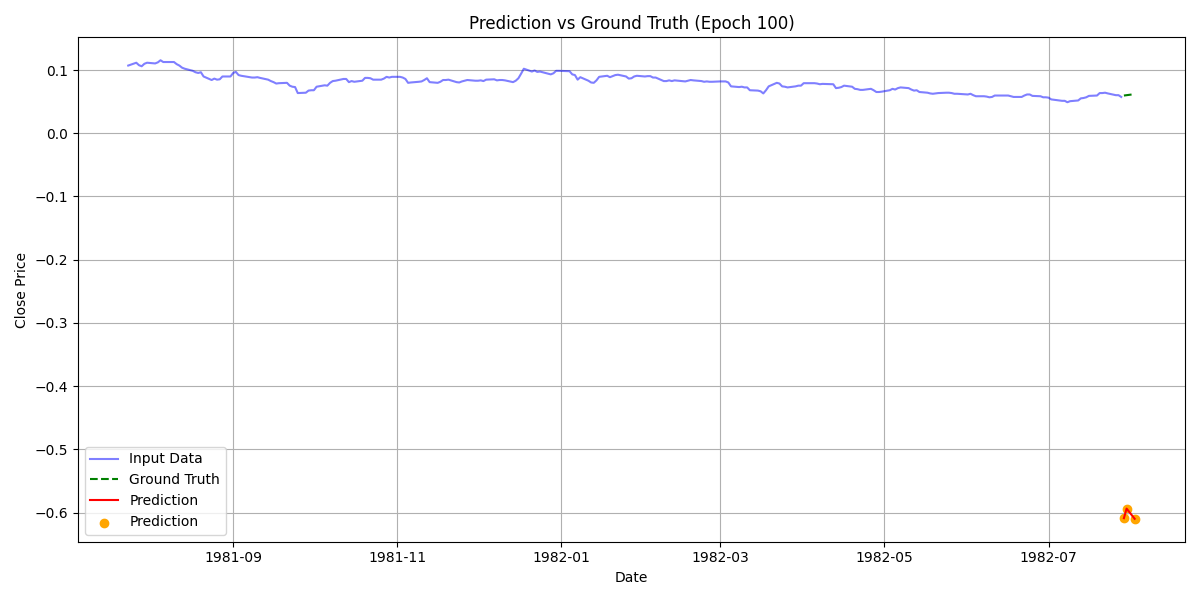 Prediction vs Ground Truth (Epoch 100)
Close Price
0.1
0.0
−0.1
−0.2
−0.3
−0.4
−0.5
−0.6
Input Data
Ground Truth
Prediction
Prediction
1981-09
1981-11
1982-01
1982-03
1982-05
1982-07
Date